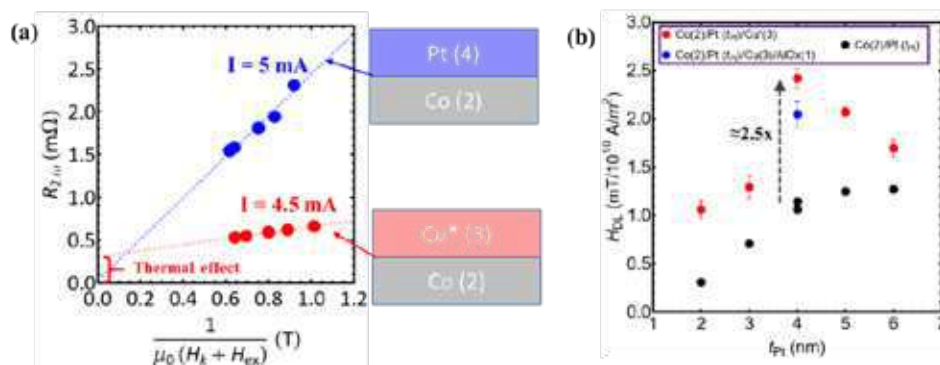 (a)
3.0
2.5
2.0
1.5
1.0
0.5
0.0
R2ω (mΩ)
I = 5 mA
I = 4.5 mA
Thermal effect
0.0 0.2 0.4 0.6 0.8 1.0 1.2
1
μ0 (Hk + Hex) (T)
Pt (4)
Co (2)
Cu* (3)
Co (2)
(b)
Co(2)/Pt (tPt)/Cu*(3)
Co(2)/Pt (tPt)/Cu(3)/AlOx(1)
Co(2)/Pt (tPt)
3.0
2.5
2.0
1.5
1.0
0.5
0.0
HDL (mT/10¹⁰ A/m²)
≈2.5x
1 2 3 4 5 6 7
tPt (nm)